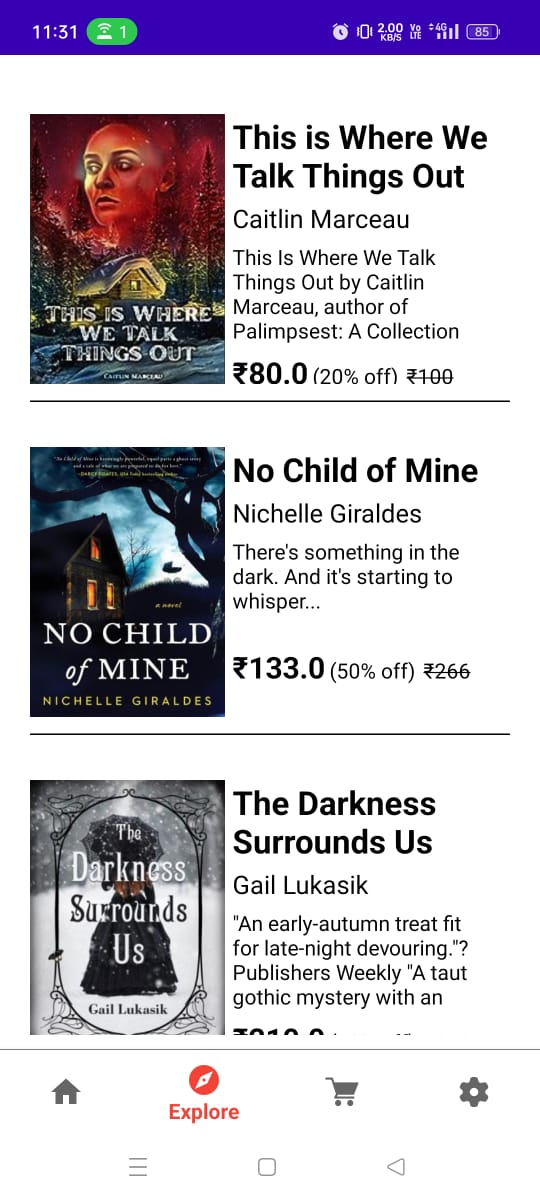 11:31
1
2.00
KB/S
Vo
LTE
4G
85
This is Where We
Talk Things Out
Caitlin Marceau
This Is Where We Talk
Things Out by Caitlin
Marceau, author of
Palimpsest: A Collection
₹80.0 (20% off) ₹100
THIS IS WHERE
WE TALK
THINGS OUT
CAITLIN MARCEAU
No Child of Mine
Nichelle Giraldes
There's something in the
dark. And it's starting to
whisper...
₹133.0 (50% off) ₹266
a novel
NO CHILD
of MINE
NICHELLE GIRALDES
The Darkness
Surrounds Us
Gail Lukasik
"An early-autumn treat fit
for late-night devouring."?
Publishers Weekly "A taut
gothic mystery with an
The
Darkness
Surrounds
Us
Gail Lukasik
Explore